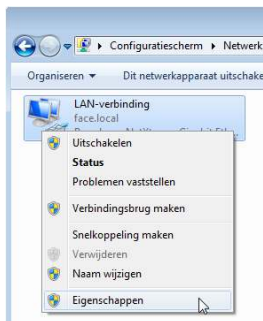 Configuratiescherm Netwerk
Organiseren Dit netwerkapparaat uitschake
LAN-verbinding
face.local
Uitschakelen
Status
Problemen vaststellen
Verbindingsbrug maken
Snelkoppeling maken
Verwijderen
Naam wijzigen
Eigenschappen